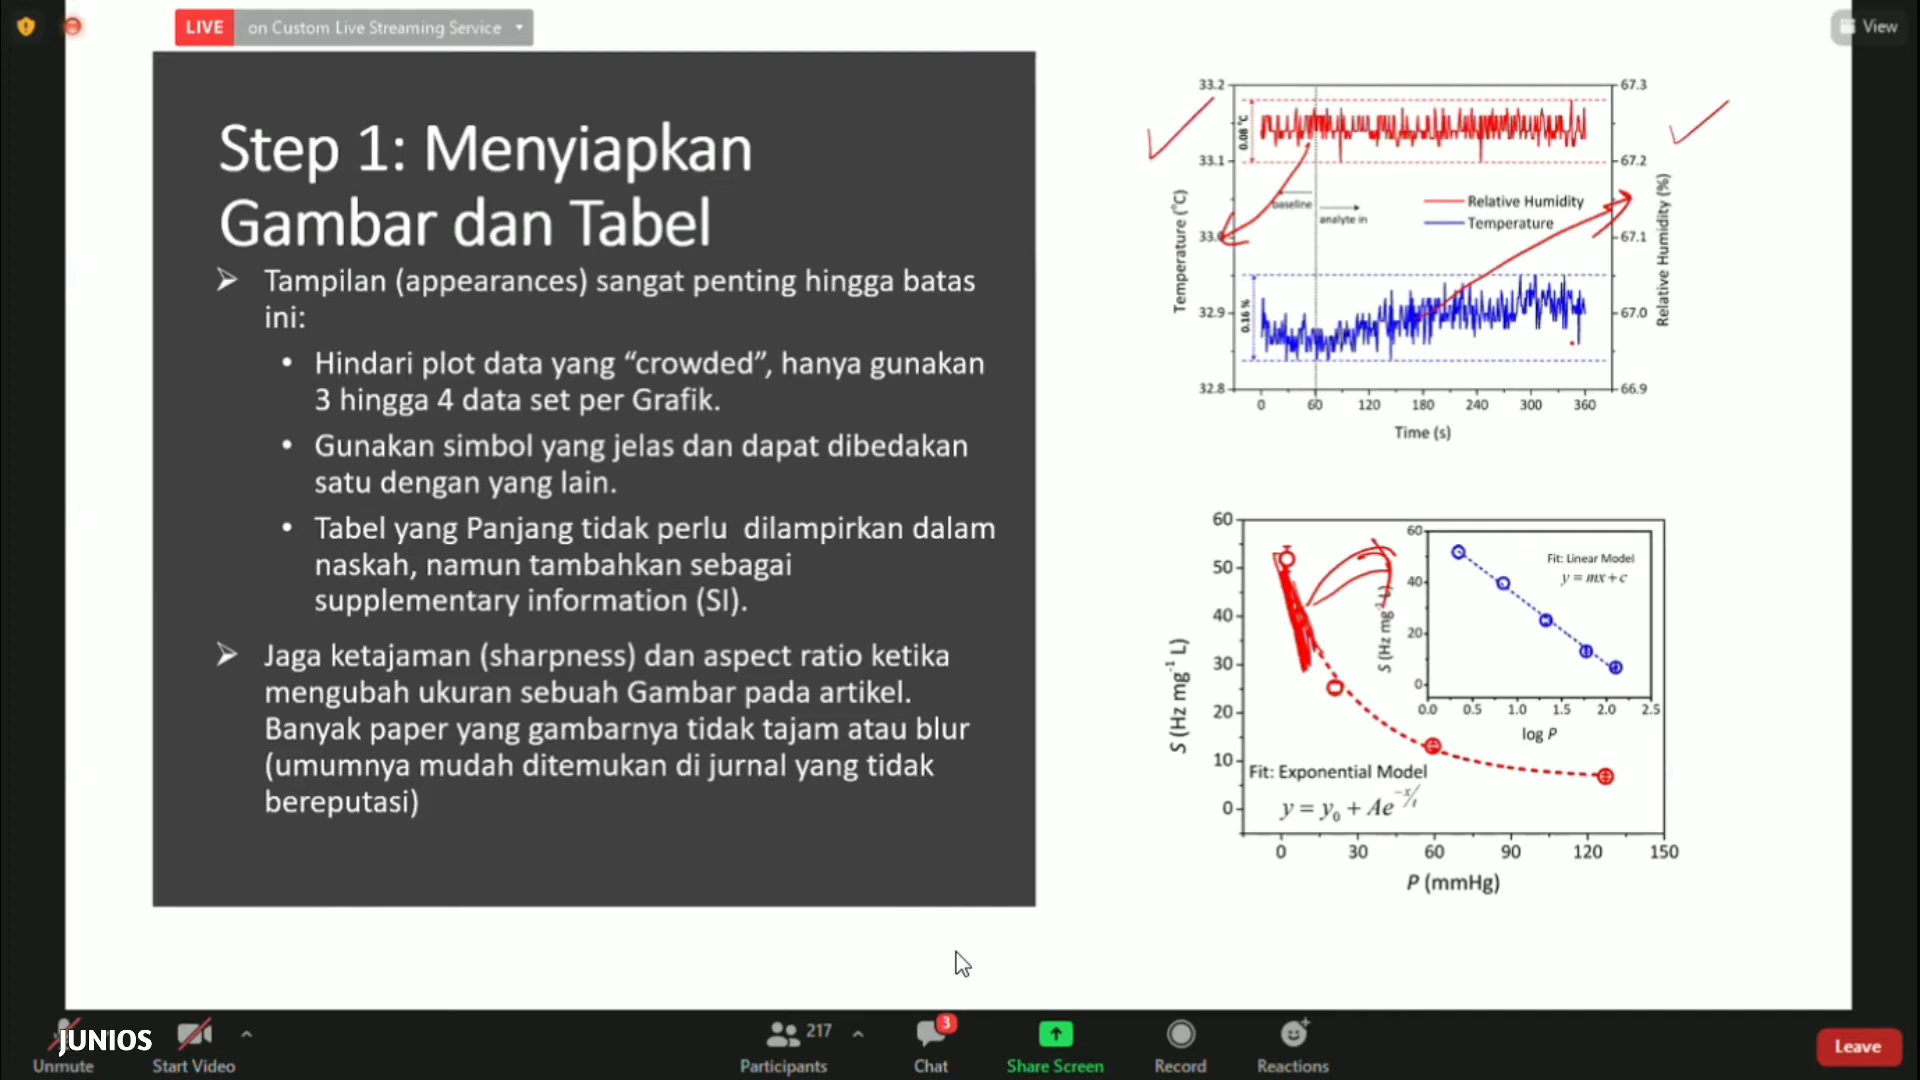 LIVE on Custom Live Streaming Service
View
Step 1: Menyiapkan
Gambar dan Tabel
Tampilan (appearances) sangat penting hingga batas
ini:
• Hindari plot data yang “crowded”, hanya gunakan
3 hingga 4 data set per Grafik.
• Gunakan simbol yang jelas dan dapat dibedakan
satu dengan yang lain.
• Tabel yang Panjang tidak perlu dilampirkan dalam
naskah, namun tambahkan sebagai
supplementary information (SI).
Jaga ketajaman (sharpness) dan aspect ratio ketika
mengubah ukuran sebuah Gambar pada artikel.
Banyak paper yang gambarnya tidak tajam atau blur
(umumnya mudah ditemukan di jurnal yang tidak
bereputasi)
33.2
33.1
33.0
32.9
32.8
Temperature (°C)
0.08 °C
0.16 %
baseline
analyte in
Relative Humidity
Temperature
67.3
67.2
67.1
67.0
66.9
Relative Humidity (%)
0 60 120 180 240 300 360
Time (s)
60
50
40
30
20
10
0
S (Hz mg⁻¹ L)
Fit: Exponential Model
y = y₀ + Ae^(−x/t)
0 30 60 90 120 150
P (mmHg)
60
40
20
0
S (Hz mg⁻¹ L)
Fit: Linear Model
y = mx + c
0.0 0.5 1.0 1.5 2.0 2.5
log P
JUNIOS
Unmute
Start Video
217
Participants
3
Chat
Share Screen
Record
Reactions
Leave